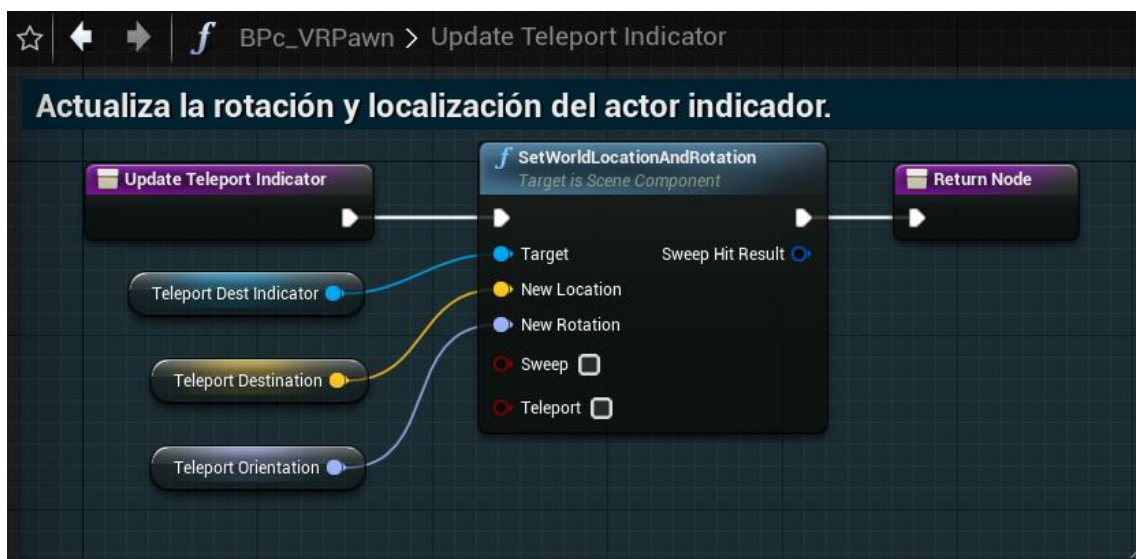 BPc_VRPawn > Update Teleport Indicator
Actualiza la rotación y localización del actor indicador.
Update Teleport Indicator
f SetWorldLocationAndRotation
Target is Scene Component
Return Node
Target
Sweep Hit Result
Teleport Dest Indicator
New Location
New Rotation
Sweep
Teleport Destination
Teleport
Teleport Orientation